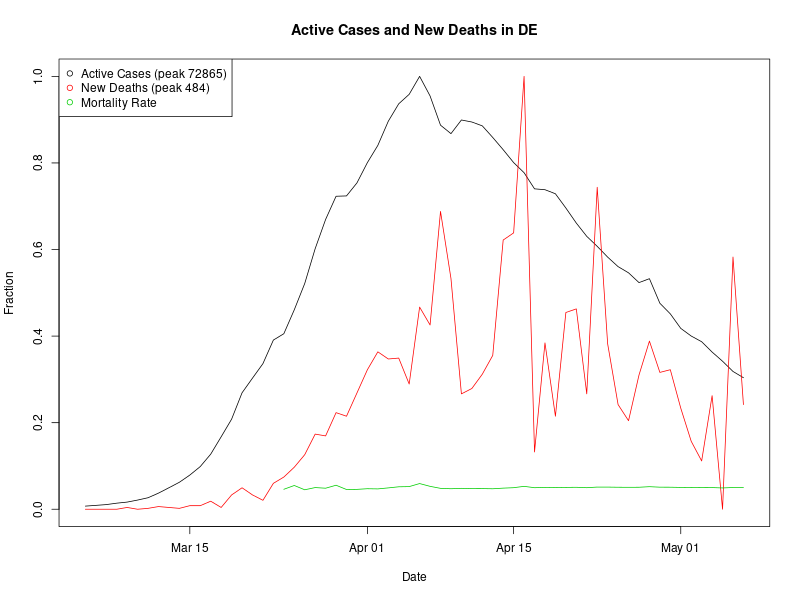 Active Cases and New Deaths in DE
Active Cases (peak 72865)
New Deaths (peak 484)
Mortality Rate
1.0
0.8
0.6
0.4
0.2
0.0
Fraction
Mar 15
Apr 01
Apr 15
May 01
Date